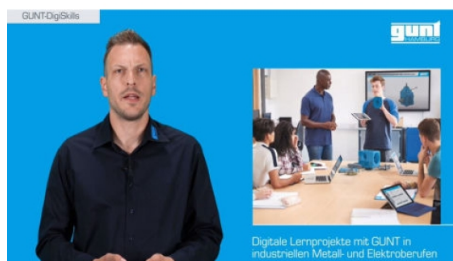 GUNT-DigiSkills
gunt
HAMBURG
Digitale Lernprojekte mit GUNT in
industriellen Metall- und Elektroberufen